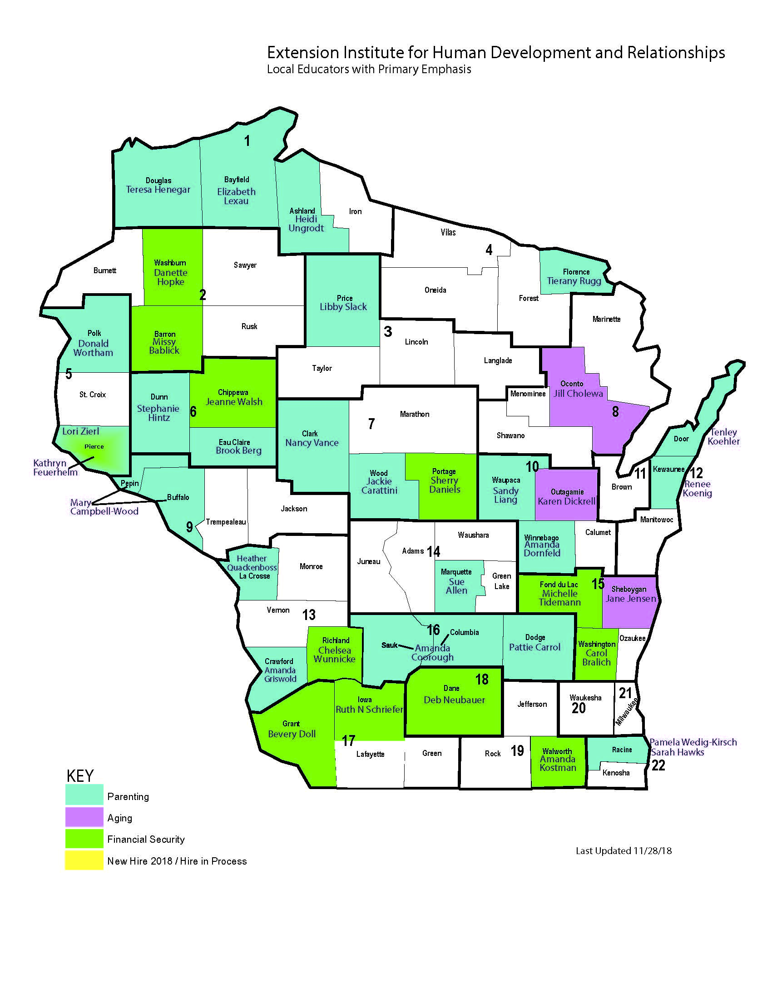 Extension Institute for Human Development and Relationships
Local Educators with Primary Emphasis
1
Douglas
Teresa Henegar
Bayfield
Elizabeth
Lexau
Ashland
Heidi
Ungrodt
Iron
Vilas
4
Burnett
Washburn
Danette
Hopke
Sawyer
2
Price
Libby Slack
Oneida
Forest
Florence
Tierany Rugg
Marinette
Polk
Donald
Wortham
Barron
Missy
Bablick
Rusk
3
Lincoln
Langlade
Taylor
5
St. Croix
Dunn
Stephanie
Hintz
6
Chippewa
Jeanne Walsh
Menominee
Oconto
Jill Cholewa
8
Marathon
7
Shawano
Lori Zierl
Pierce
Kathryn
Feuerhelm
Eau Claire
Brook Berg
Clark
Nancy Vance
Door
Tenley
Koehler
Wood
Jackie
Carattini
Portage
Sherry
Daniels
10
Waupaca
Sandy
Liang
Outagamie
Karen Dickrell
11
Brown
Kewaunee
12
Renee
Koenig
Pepin
Buffalo
Mary
Campbell-Wood
9
Trempealeau
Jackson
Manitowoc
Waushara
Winnebago
Amanda
Dornfeld
Calumet
Heather
Quackenboss
La Crosse
Monroe
Juneau
Adams
14
Marquette
Sue
Allen
Green
Lake
Fond du Lac
Michelle
Tidemann
15
Sheboygan
Jane Jensen
Vernon
13
16
Columbia
Sauk
Amanda
Coorough
Dodge
Pattie Carrol
Richland
Chelsea
Wunnicke
Washington
Carol
Bralich
Ozaukee
Crawford
Amanda
Griswold
18
Dane
Deb Neubauer
Iowa
Ruth N Schriefer
Jefferson
Waukesha
20
21
Milwaukee
Grant
Bevery Doll
17
Lafayette
Green
Rock
19
Walworth
Amanda
Kostman
Racine
Pamela Wedig-Kirsch
Sarah Hawks
22
Kenosha
KEY
Parenting
Aging
Financial Security
New Hire 2018 / Hire in Process
Last Updated 11/28/18